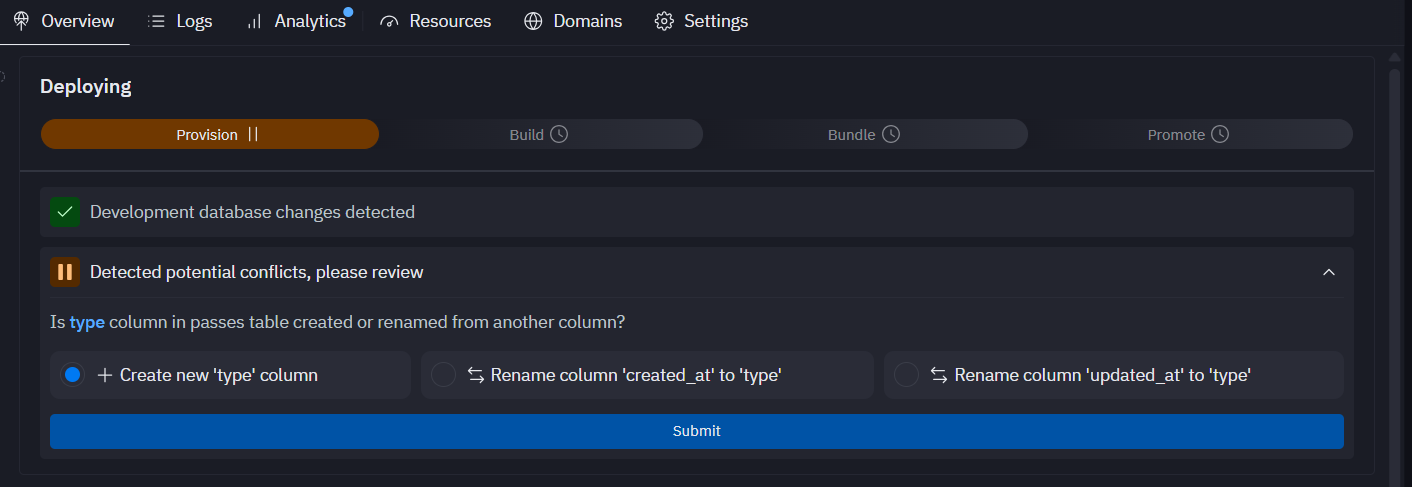 Overview Logs Analytics Resources Domains Settings
Deploying
Provision Build Bundle Promote
Development database changes detected
Detected potential conflicts, please review
Is type column in passes table created or renamed from another column?
Create new 'type' column Rename column 'created_at' to 'type' Rename column 'updated_at' to 'type'
Submit